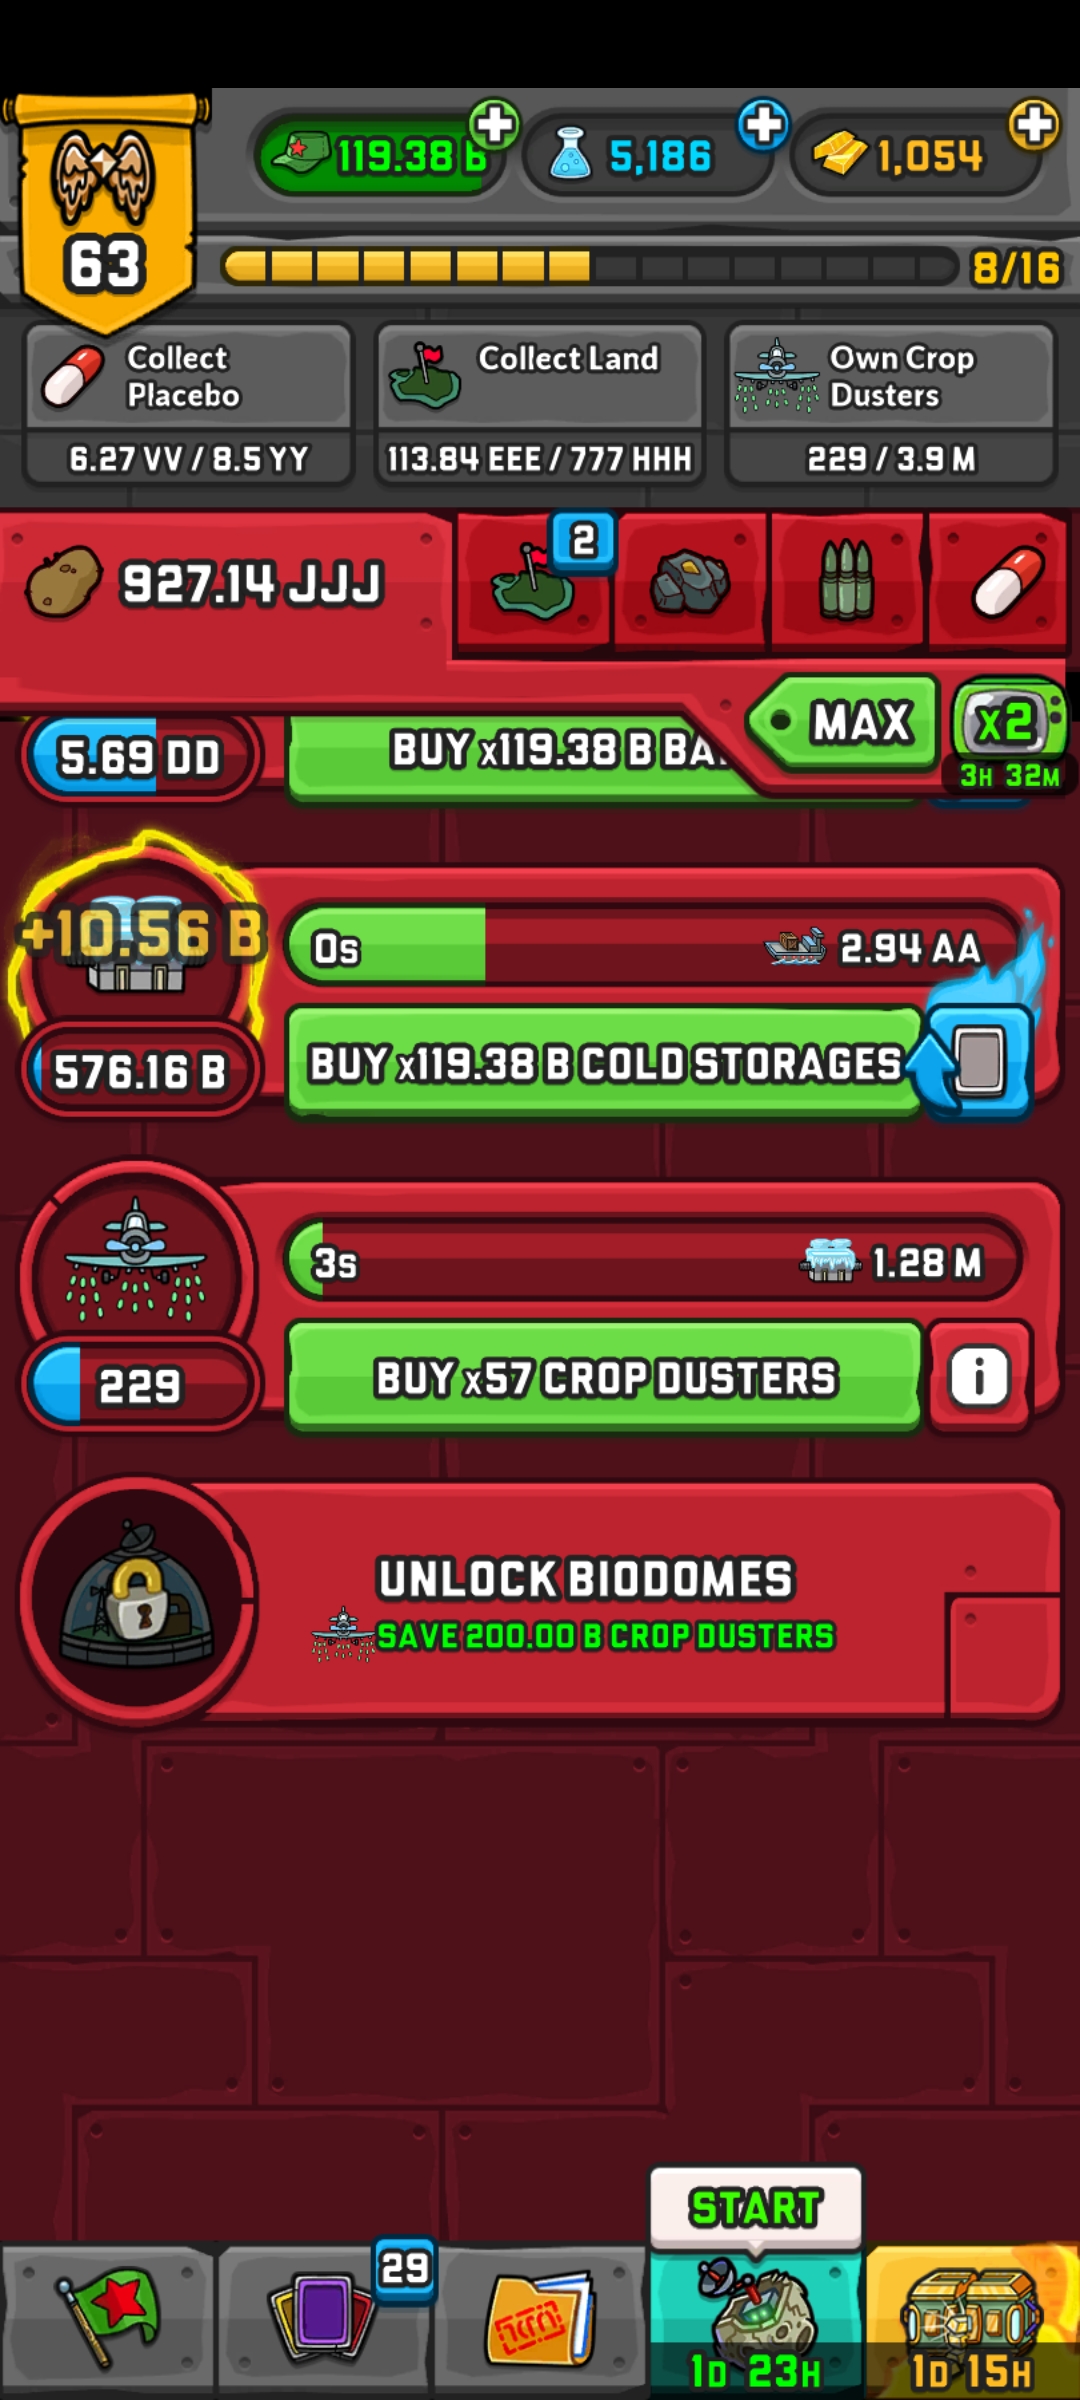 119.38 B
5,186
1,054
63
8/16
Collect
Placebo
6.27 VV / 8.5 YY
Collect Land
113.84 EEE / 777 HHH
Own Crop
Dusters
229 / 3.9 M
927.14 JJJ
2
MAX
x2
3H 32M
5.69 DD
BUY x119.38 B BA
+10.56 B
0s
2.94 AA
576.16 B
BUY x119.38 B COLD STORAGES
3s
1.28 M
229
BUY x57 CROP DUSTERS
i
UNLOCK BIODOMES
SAVE 200.00 B CROP DUSTERS
START
29
1D 23H
1D 15H